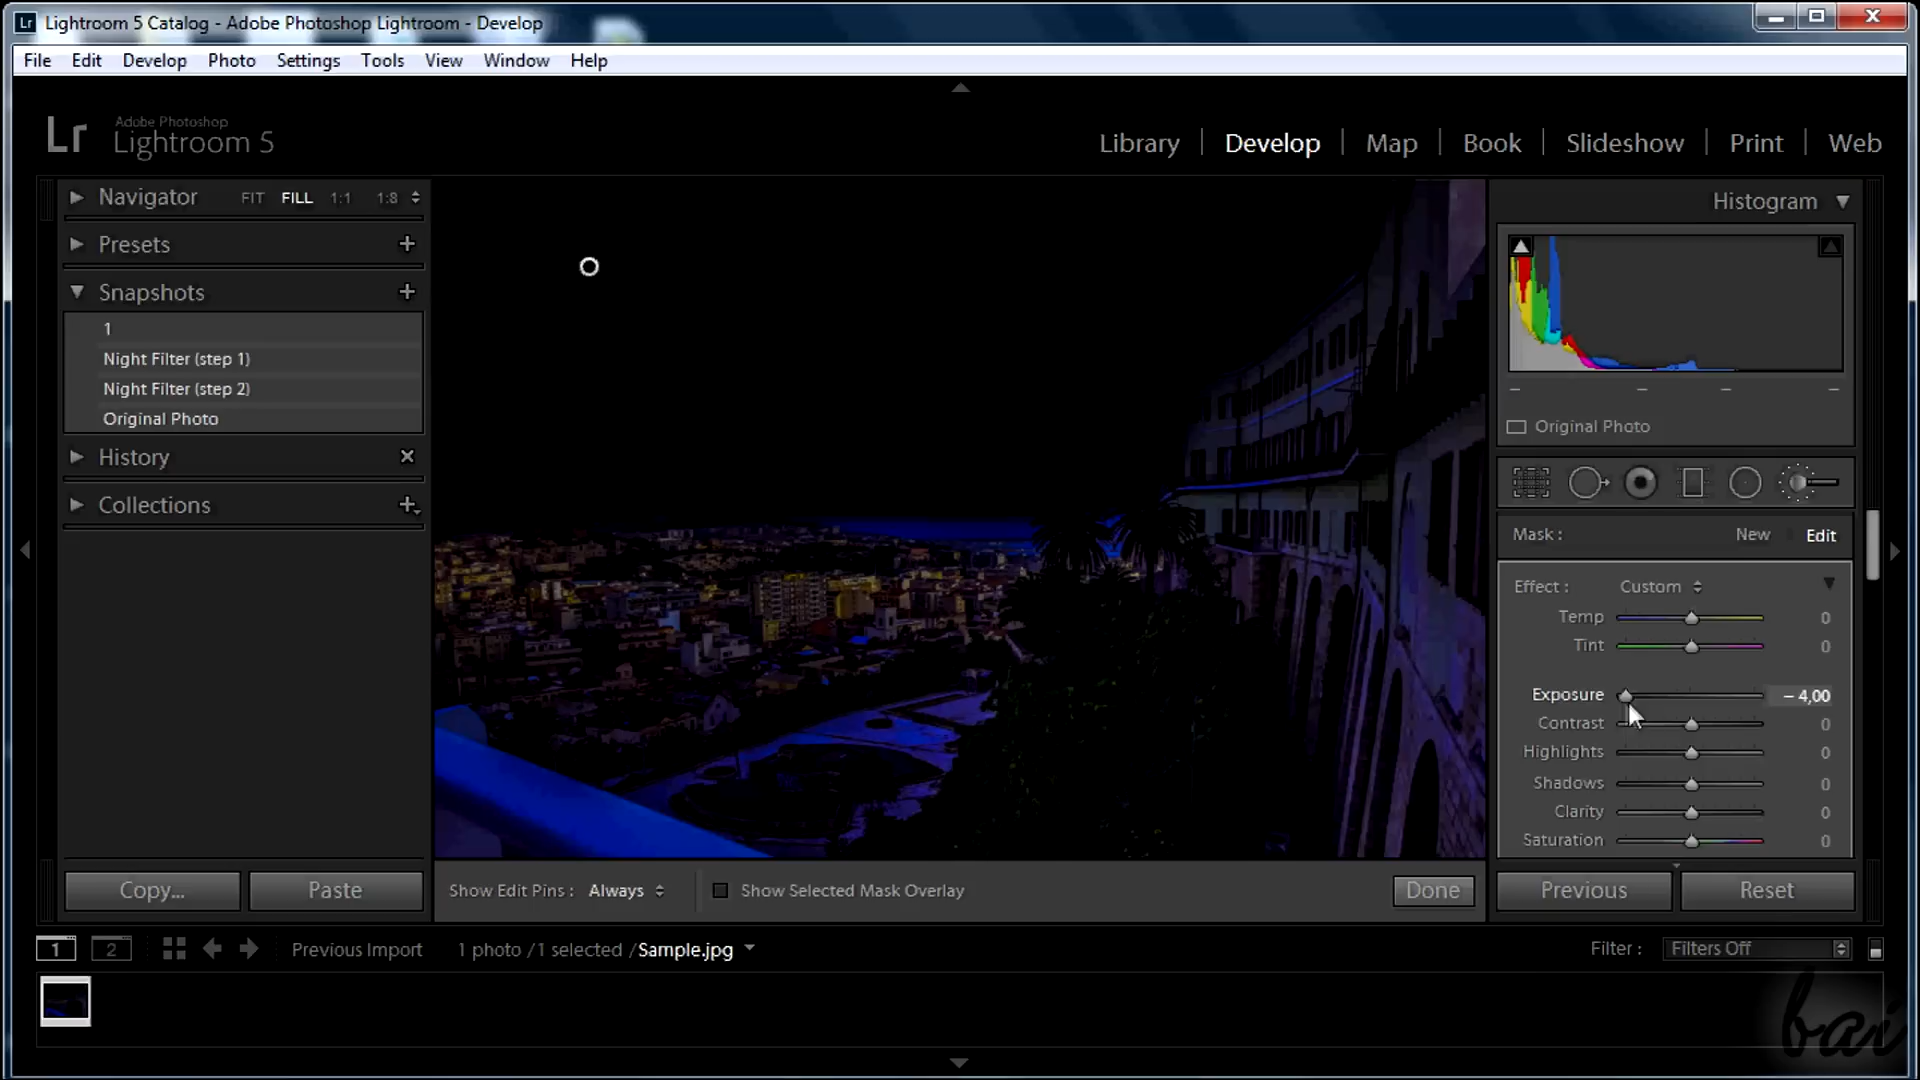 Lr Lightroom 5 Catalog - Adobe Photoshop Lightroom - Develop
File Edit Develop Photo Settings Tools View Window Help
Lr Adobe Photoshop
Lightroom 5
Library | Develop | Map | Book | Slideshow | Print | Web
Navigator FIT FILL 1:1 1:8
Presets +
Snapshots +
1
Night Filter (step 1)
Night Filter (step 2)
Original Photo
History ×
Collections +
Copy... Paste
Show Edit Pins : Always Show Selected Mask Overlay Done
Histogram
Original Photo
Mask : New Edit
Effect : Custom
Temp 0
Tint 0
Exposure – 4,00
Contrast 0
Highlights 0
Shadows 0
Clarity 0
Saturation 0
Previous Reset
1 2 Previous Import 1 photo /1 selected /Sample.jpg Filter : Filters Off
bai